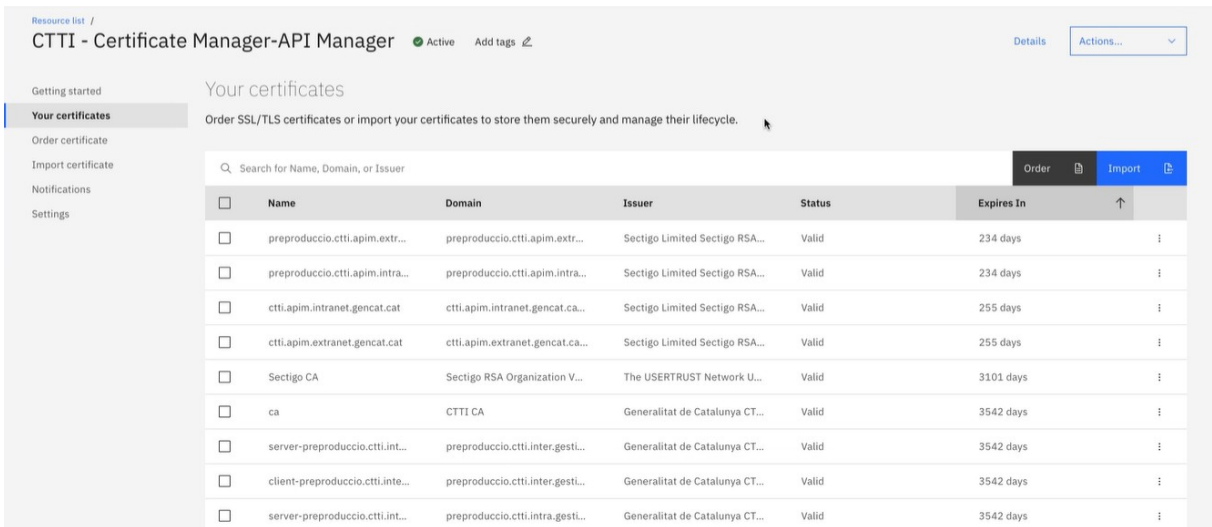 Resource list /
CTTI - Certificate Manager-API Manager Active Add tags Details Actions...
Getting started
Your certificates
Order certificate
Import certificate
Notifications
Settings
Your certificates
Order SSL/TLS certificates or import your certificates to store them securely and manage their lifecycle.
Search for Name, Domain, or Issuer Order Import
Name Domain Issuer Status Expires In
preproduccio.ctti.apim.extr... preproduccio.ctti.apim.extr... Sectigo Limited Sectigo RSA... Valid 234 days
preproduccio.ctti.apim.intra... preproduccio.ctti.apim.intra... Sectigo Limited Sectigo RSA... Valid 234 days
ctti.apim.intranet.gencat.cat ctti.apim.intranet.gencat.ca... Sectigo Limited Sectigo RSA... Valid 255 days
ctti.apim.extranet.gencat.cat ctti.apim.extranet.gencat.ca... Sectigo Limited Sectigo RSA... Valid 255 days
Sectigo CA Sectigo RSA Organization V... The USERTRUST Network U... Valid 3101 days
ca CTTI CA Generalitat de Catalunya CT... Valid 3542 days
server-preproduccio.ctti.int... preproduccio.ctti.inter.gesti... Generalitat de Catalunya CT... Valid 3542 days
client-preproduccio.ctti.inte... preproduccio.ctti.inter.gesti... Generalitat de Catalunya CT... Valid 3542 days
server-preproduccio.ctti.int... preproduccio.ctti.intra.gesti... Generalitat de Catalunya CT... Valid 3542 days